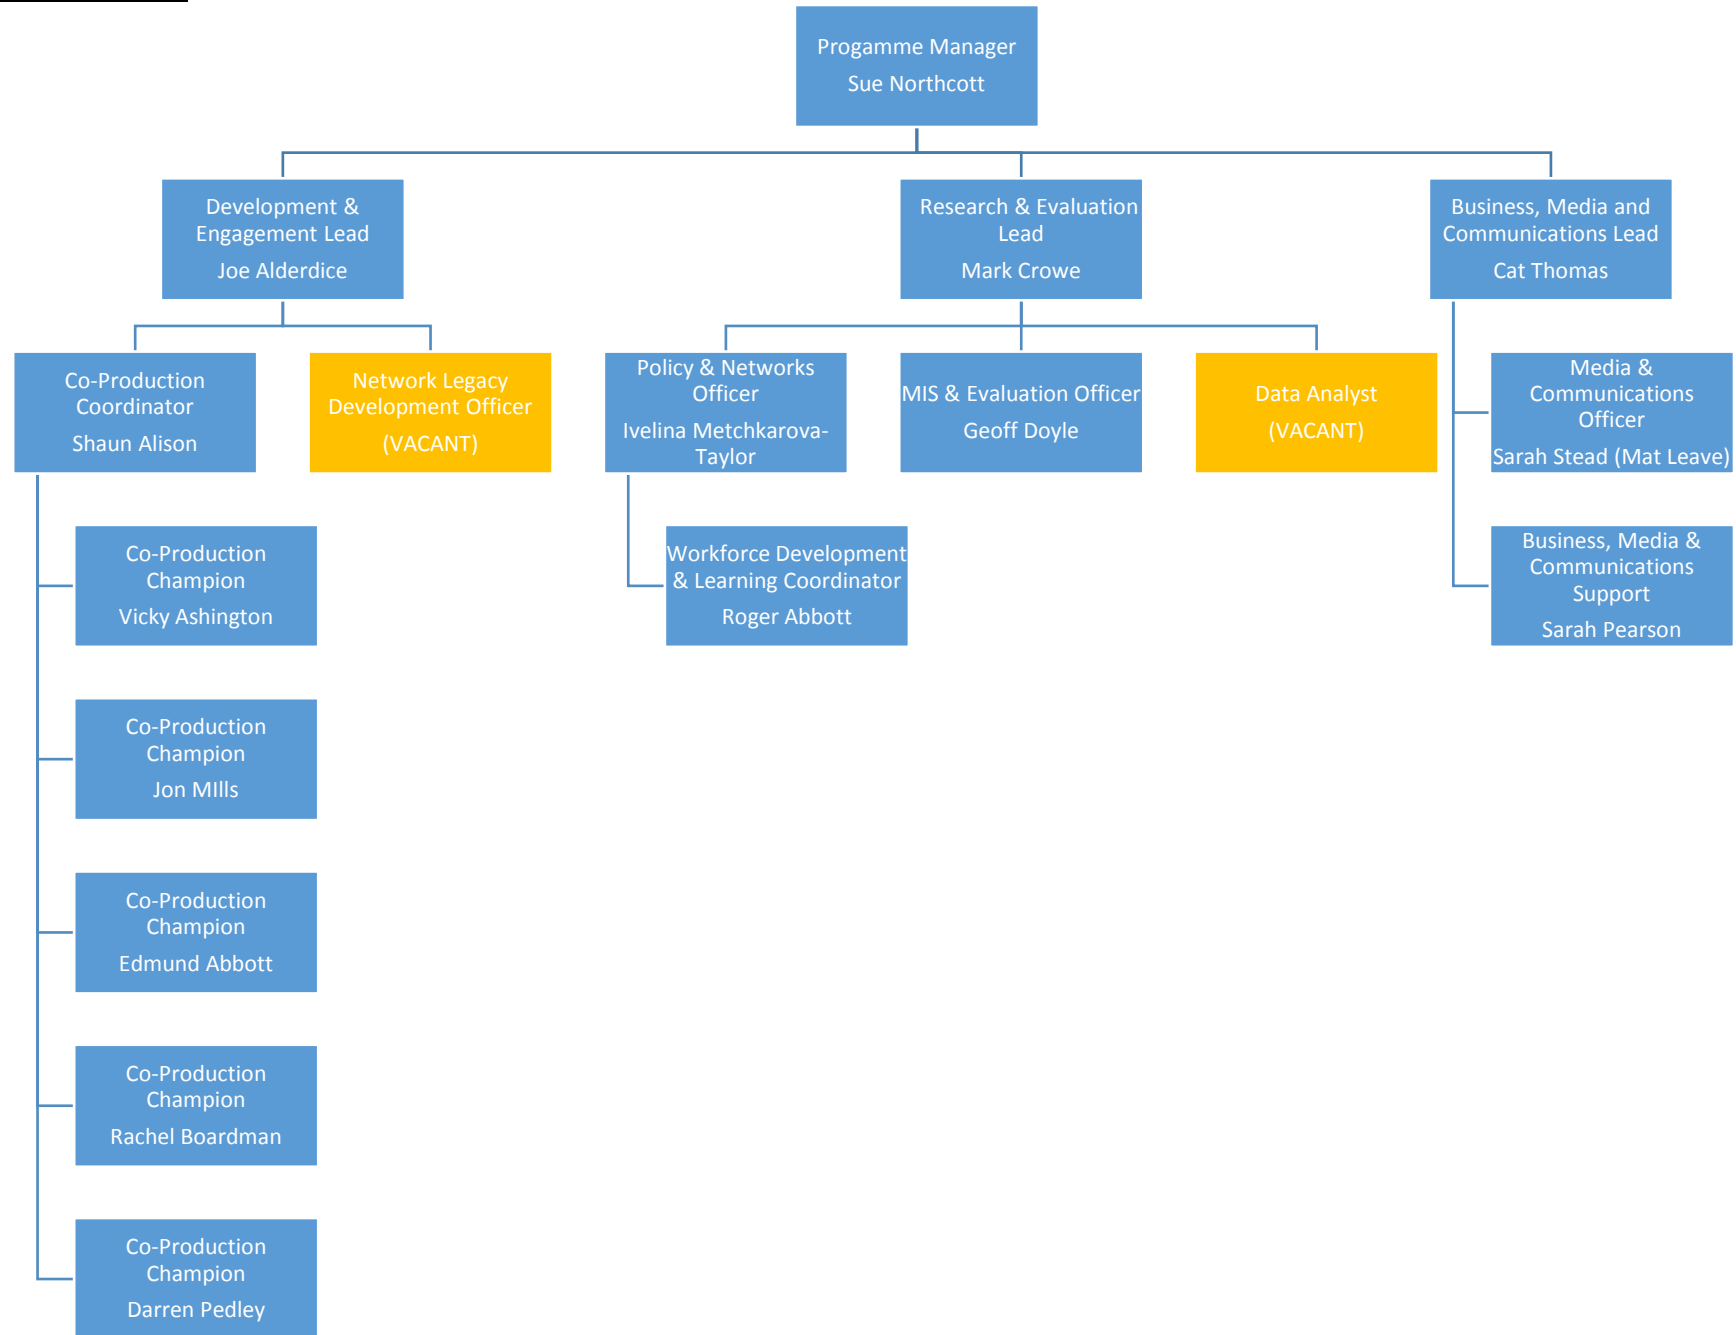 Progamme Manager
Sue Northcott
Development &
Engagement Lead
Joe Alderdice
Research & Evaluation
Lead
Mark Crowe
Business, Media and
Communications Lead
Cat Thomas
Co-Production
Coordinator
Shaun Alison
Network Legacy
Development Officer
(VACANT)
Policy & Networks
Officer
Ivelina Metchkarova-
Taylor
MIS & Evaluation Officer
Geoff Doyle
Data Analyst
(VACANT)
Media &
Communications
Officer
Sarah Stead (Mat Leave)
Co-Production
Champion
Vicky Ashington
Workforce Development
& Learning Coordinator
Roger Abbott
Business, Media &
Communications
Support
Sarah Pearson
Co-Production
Champion
Jon MIlls
Co-Production
Champion
Edmund Abbott
Co-Production
Champion
Rachel Boardman
Co-Production
Champion
Darren Pedley